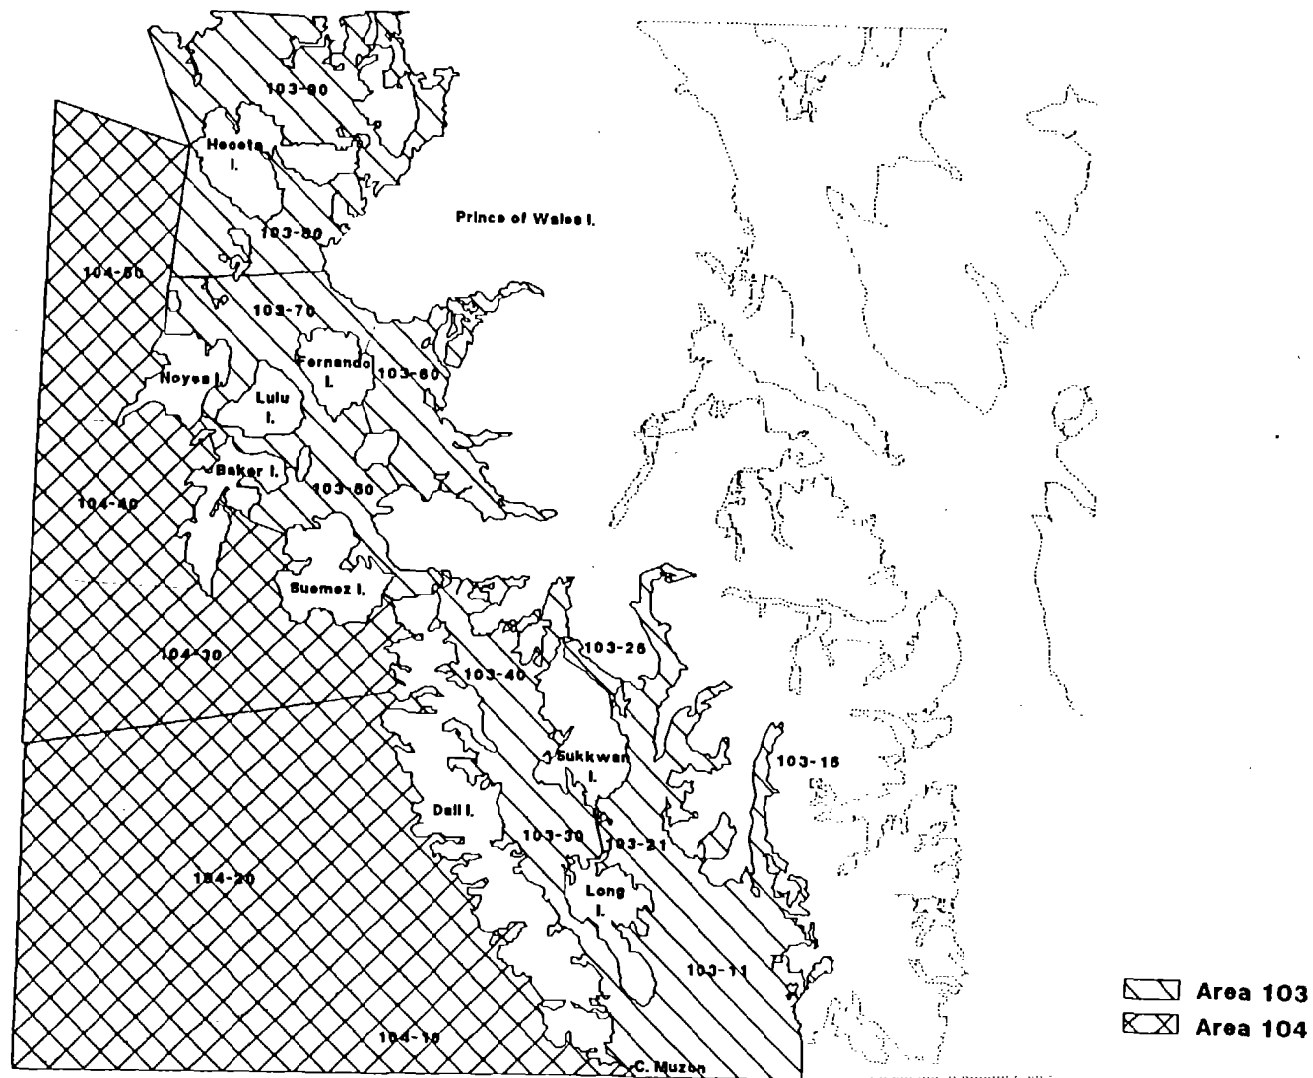 103-90
Heceta
I.
Prince of Wales I.
103-80
104-50
103-70
Fernando
I.
103-60
Noyes I.
Lulu
I.
Baker I.
103-50
104-40
Suemez I.
104-30
103-25
103-40
Sukkwan
I.
103-15
Dall I.
103-30
103-21
104-20
Long
I.
103-11
Area 103
Area 104
104-10
C. Muzon